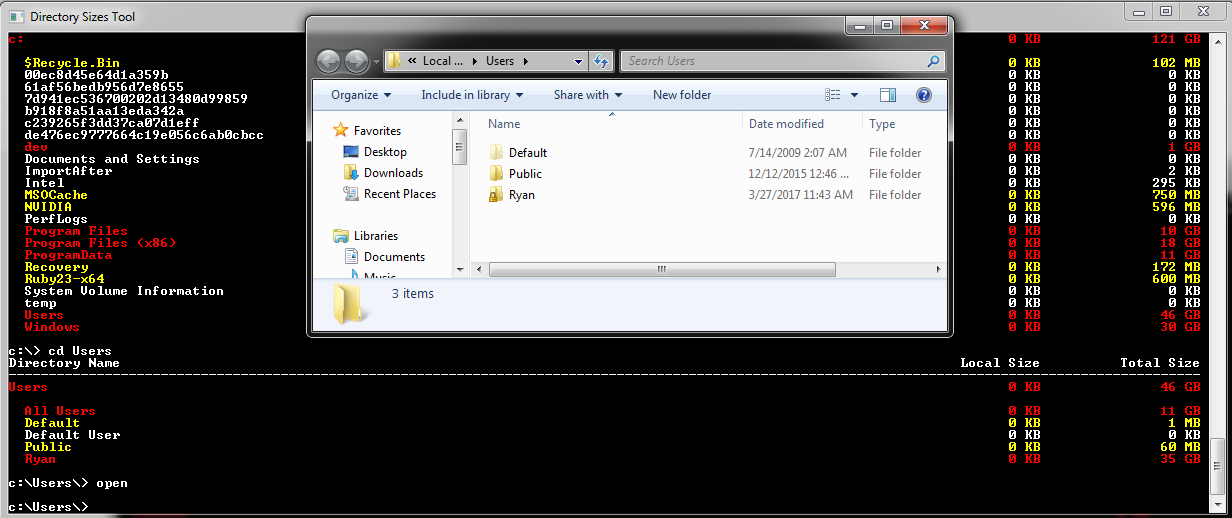 Directory Sizes Tool
c: 0 KB 121 GB
$Recycle.Bin 0 KB 102 MB
00ec8d45e64d1a359b 0 KB 0 KB
61af56bedb956d7e8655 0 KB 0 KB
7d941ec536700202d13480d99859 0 KB 0 KB
b918f8a51aa13eda342a 0 KB 0 KB
c239265f3dd37ca07d1eff 0 KB 0 KB
de476ec9777664c19e056c6ab0cbcc 0 KB 0 KB
dev 0 KB 1 GB
Documents and Settings 0 KB 0 KB
ImportAfter 0 KB 2 KB
Intel 0 KB 295 KB
MSOCache 0 KB 750 MB
NVIDIA 0 KB 596 MB
PerfLogs 0 KB 0 KB
Program Files 0 KB 10 GB
Program Files (x86) 0 KB 18 GB
ProgramData 0 KB 11 GB
Recovery 0 KB 172 MB
Ruby23-x64 0 KB 600 MB
System Volume Information 0 KB 0 KB
temp 0 KB 0 KB
Users 0 KB 46 GB
Windows 0 KB 30 GB
c:\> cd Users
Directory Name Local Size Total Size
Users 0 KB 46 GB
All Users 0 KB 11 GB
Default 0 KB 1 MB
Default User 0 KB 0 KB
Public 0 KB 60 MB
Ryan 0 KB 35 GB
c:\Users\> open
c:\Users\>
« Local ... Users Search Users
Organize Include in library Share with New folder
Favorites
Desktop
Downloads
Recent Places
Libraries
Documents
Music
Name Date modified Type
Default 7/14/2009 2:07 AM File folder
Public 12/12/2015 12:46 ... File folder
Ryan 3/27/2017 11:43 AM File folder
3 items